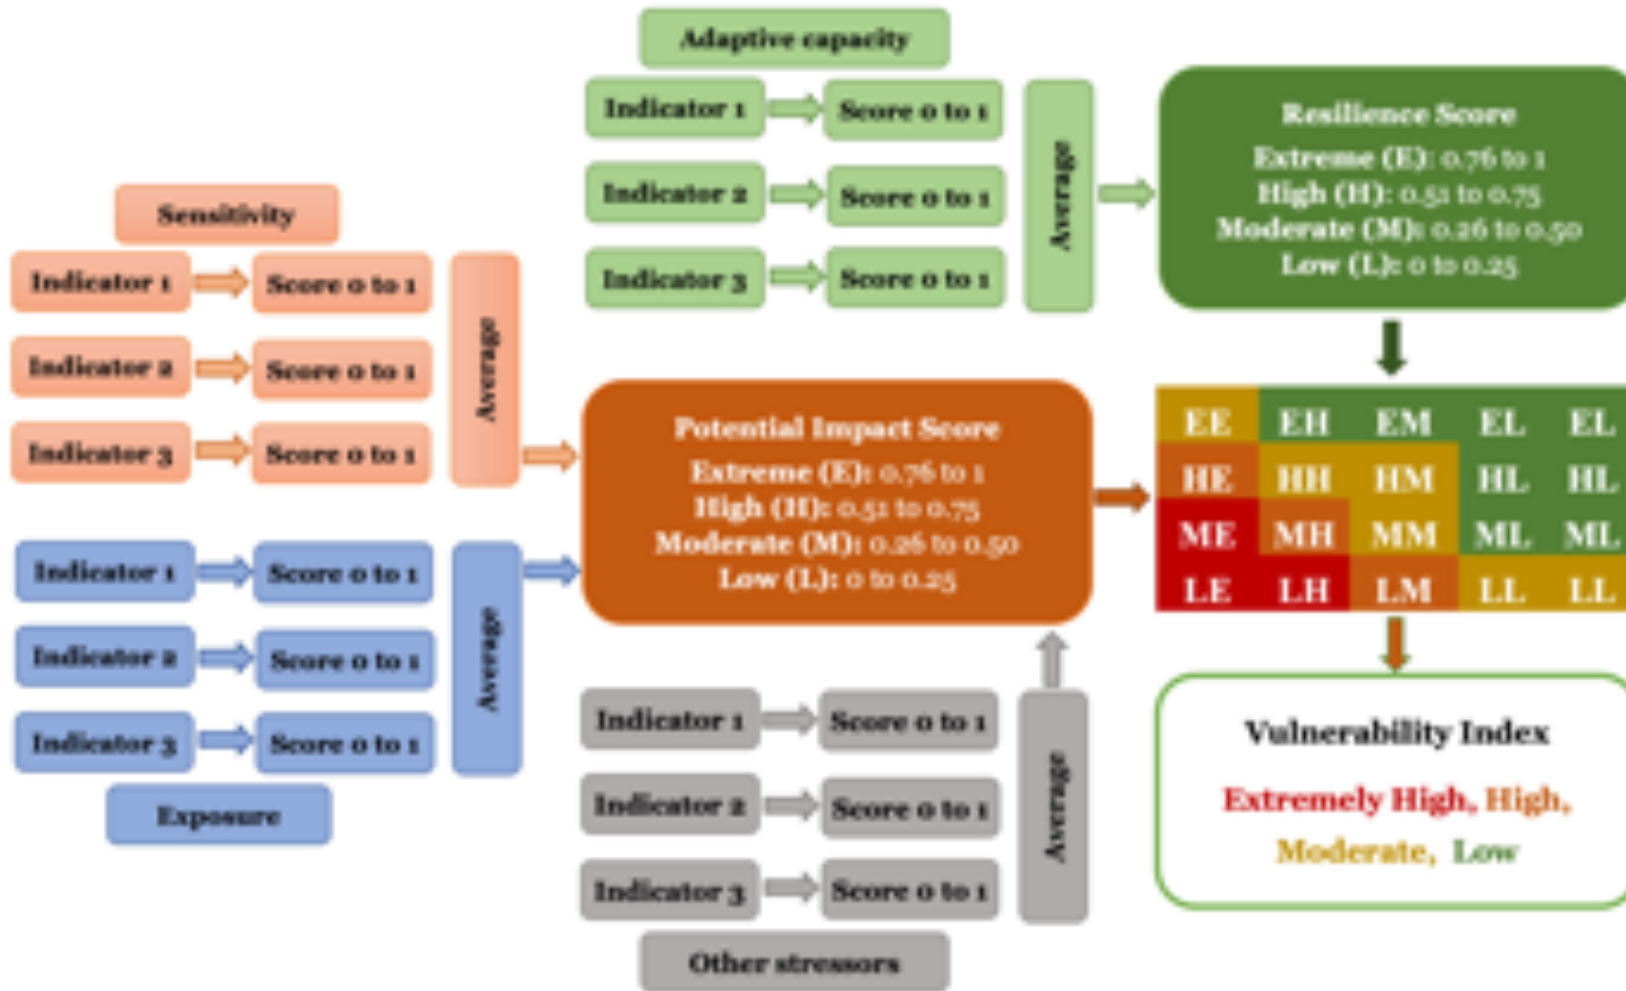 Adaptive capacity
Indicator 1
Score 0 to 1
Indicator 2
Score 0 to 1
Indicator 3
Score 0 to 1
Average
Resilience Score
Extreme (E): 0.76 to 1
High (H): 0.51 to 0.75
Moderate (M): 0.26 to 0.50
Low (L): 0 to 0.25
Sensitivity
Indicator 1
Score 0 to 1
Indicator 2
Score 0 to 1
Indicator 3
Score 0 to 1
Average
Potential Impact Score
Extreme (E): 0.76 to 1
High (H): 0.51 to 0.75
Moderate (M): 0.26 to 0.50
Low (L): 0 to 0.25
EE EH EM EL EL
HE HH HM HL HL
ME MH MM ML ML
LE LH LM LL LL
Indicator 1
Score 0 to 1
Indicator 2
Score 0 to 1
Indicator 3
Score 0 to 1
Average
Exposure
Indicator 1
Score 0 to 1
Indicator 2
Score 0 to 1
Indicator 3
Score 0 to 1
Average
Other stressors
Vulnerability Index
Extremely High, High,
Moderate, Low